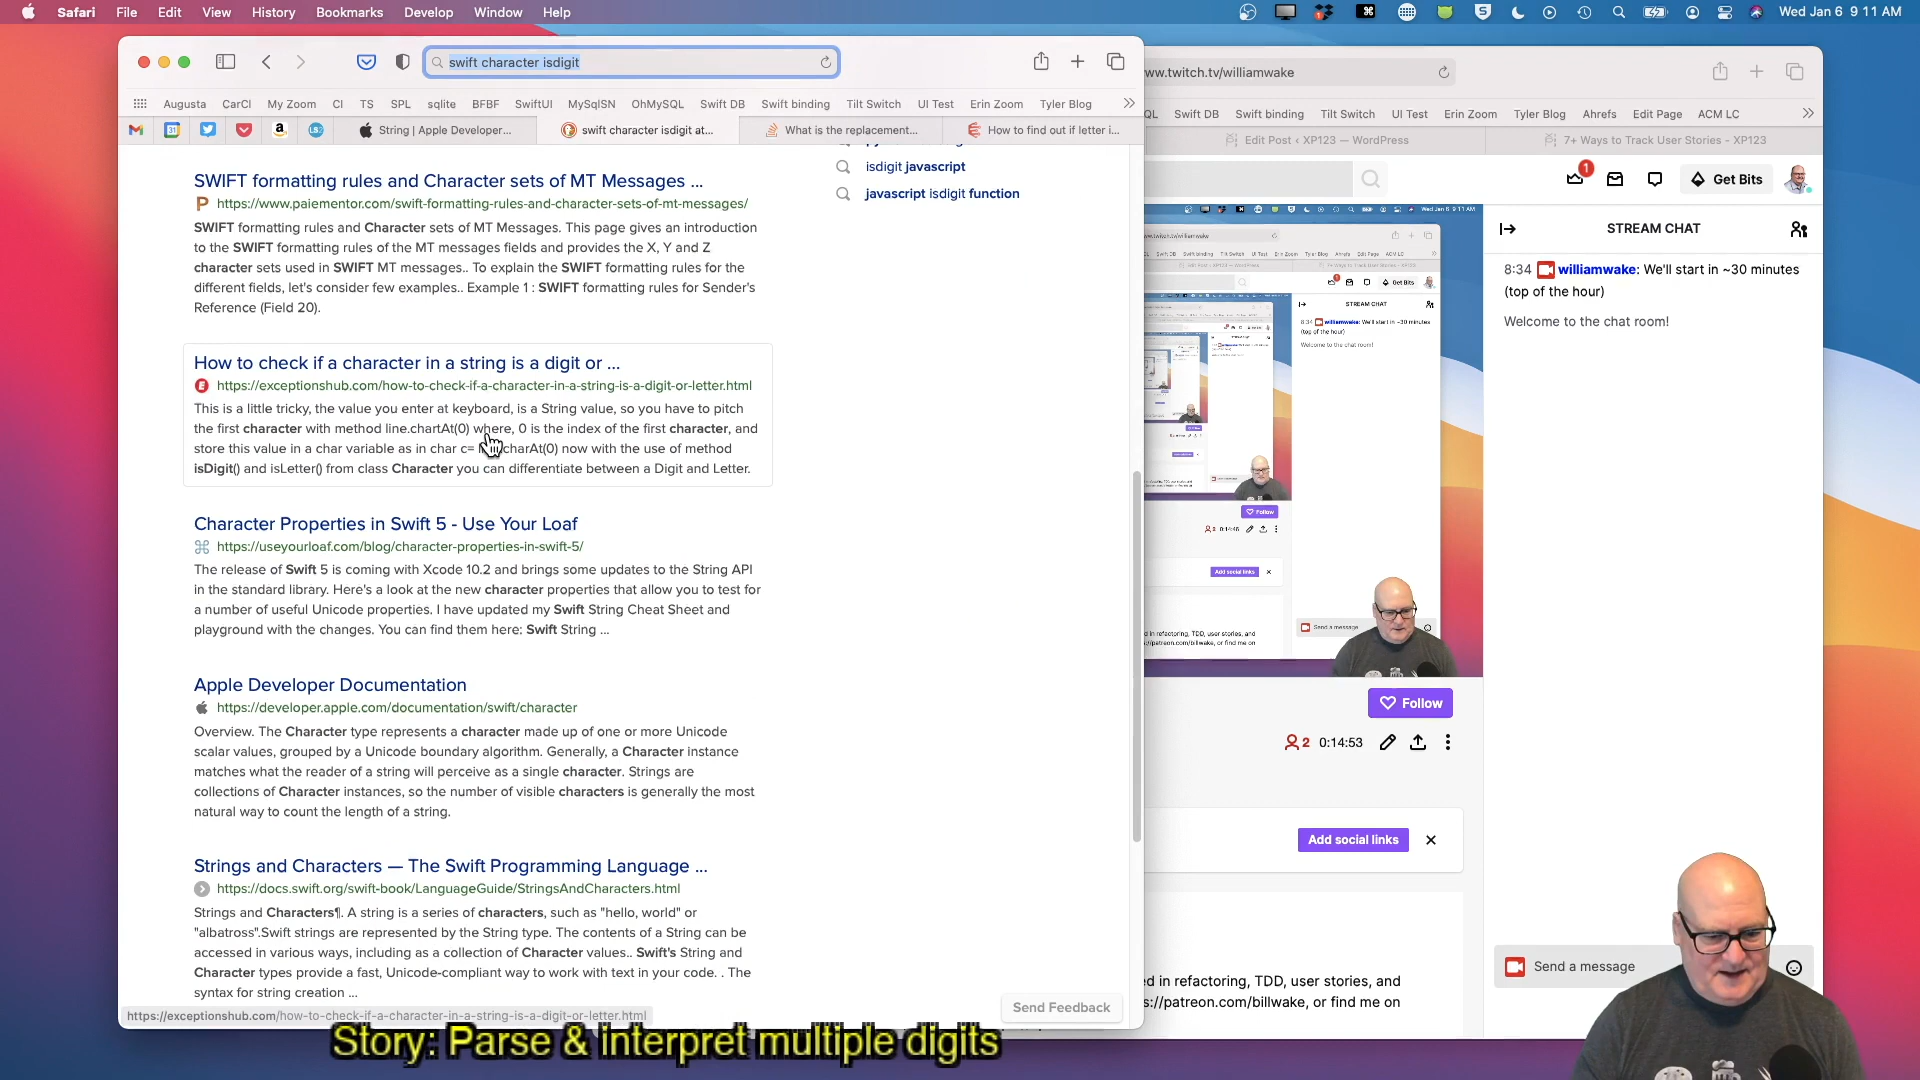 Safari File Edit View History Bookmarks Develop Window Help
Wed Jan 6 9 11 AM
swift character isdigit
Augusta CarCI My Zoom CI TS SPL sqlite BFBF SwiftUI MySqlSN OhMySQL Swift DB Swift binding Tilt Switch UI Test Erin Zoom Tyler Blog
String | Apple Developer...
swift character isdigit at...
What is the replacement...
How to find out if letter i...
isdigit javascript
javascript isdigit function
SWIFT formatting rules and Character sets of MT Messages ...
https://www.paiementor.com/swift-formatting-rules-and-character-sets-of-mt-messages/
SWIFT formatting rules and Character sets of MT Messages. This page gives an introduction
to the SWIFT formatting rules of the MT messages fields and provides the X, Y and Z
character sets used in SWIFT MT messages.. To explain the SWIFT formatting rules for the
different fields, let's consider few examples.. Example 1 : SWIFT formatting rules for Sender's
Reference (Field 20).
How to check if a character in a string is a digit or ...
https://exceptionshub.com/how-to-check-if-a-character-in-a-string-is-a-digit-or-letter.html
This is a little tricky, the value you enter at keyboard, is a String value, so you have to pitch
the first character with method line.chartAt(0) where, 0 is the index of the first character, and
store this value in a char variable as in char c= charAt(0) now with the use of method
isDigit() and isLetter() from class Character you can differentiate between a Digit and Letter.
Character Properties in Swift 5 - Use Your Loaf
https://useyourloaf.com/blog/character-properties-in-swift-5/
The release of Swift 5 is coming with Xcode 10.2 and brings some updates to the String API
in the standard library. Here's a look at the new character properties that allow you to test for
a number of useful Unicode properties. I have updated my Swift String Cheat Sheet and
playground with the changes. You can find them here: Swift String ...
Apple Developer Documentation
https://developer.apple.com/documentation/swift/character
Overview. The Character type represents a character made up of one or more Unicode
scalar values, grouped by a Unicode boundary algorithm. Generally, a Character instance
matches what the reader of a string will perceive as a single character. Strings are
collections of Character instances, so the number of visible characters is generally the most
natural way to count the length of a string.
Strings and Characters — The Swift Programming Language ...
https://docs.swift.org/swift-book/LanguageGuide/StringsAndCharacters.html
Strings and Characters¶. A string is a series of characters, such as "hello, world" or
"albatross".Swift strings are represented by the String type. The contents of a String can be
accessed in various ways, including as a collection of Character values.. Swift's String and
Character types provide a fast, Unicode-compliant way to work with text in your code. . The
syntax for string creation ...
Send Feedback
https://exceptionshub.com/how-to-check-if-a-character-in-a-string-is-a-digit-or-letter.html
Story: Parse & interpret multiple digits
ww.twitch.tv/williamwake
QL Swift DB Swift binding Tilt Switch UI Test Erin Zoom Tyler Blog Ahrefs Edit Page ACM LC
Edit Post < XP123 — WordPress
7+ Ways to Track User Stories - XP123
1
Get Bits
STREAM CHAT
8:34 williamwake: We'll start in ~30 minutes
(top of the hour)
Welcome to the chat room!
Follow
2 0:14:53
Add social links
d in refactoring, TDD, user stories, and
s://patreon.com/billwake, or find me on
Send a message